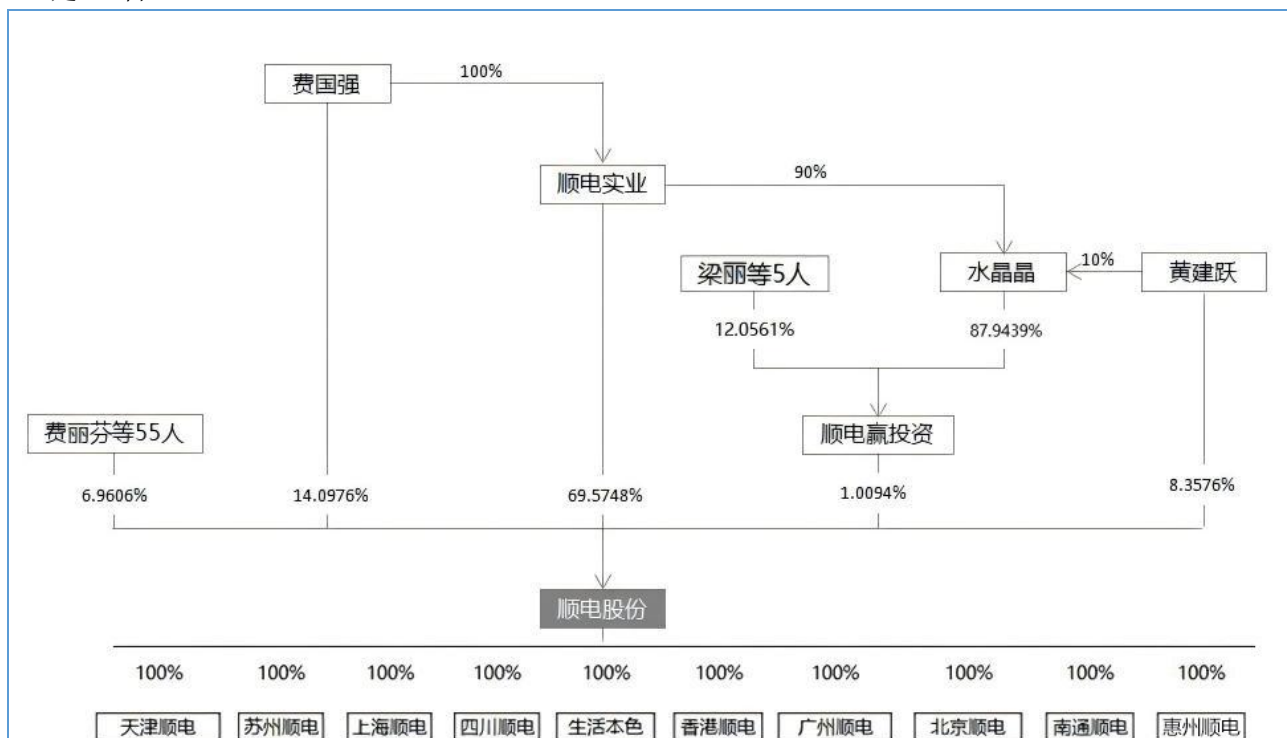 费国强
100%
顺电实业
90%
梁丽等5人
水晶晶
10%
黄建跃
12.0561%
87.9439%
费丽芬等55人
顺电赢投资
6.9606%
14.0976%
69.5748%
1.0094%
8.3576%
顺电股份
100% 100% 100% 100% 100% 100% 100% 100% 100% 100%
天津顺电 苏州顺电 上海顺电 四川顺电 生活本色 香港顺电 广州顺电 北京顺电 南通顺电 惠州顺电